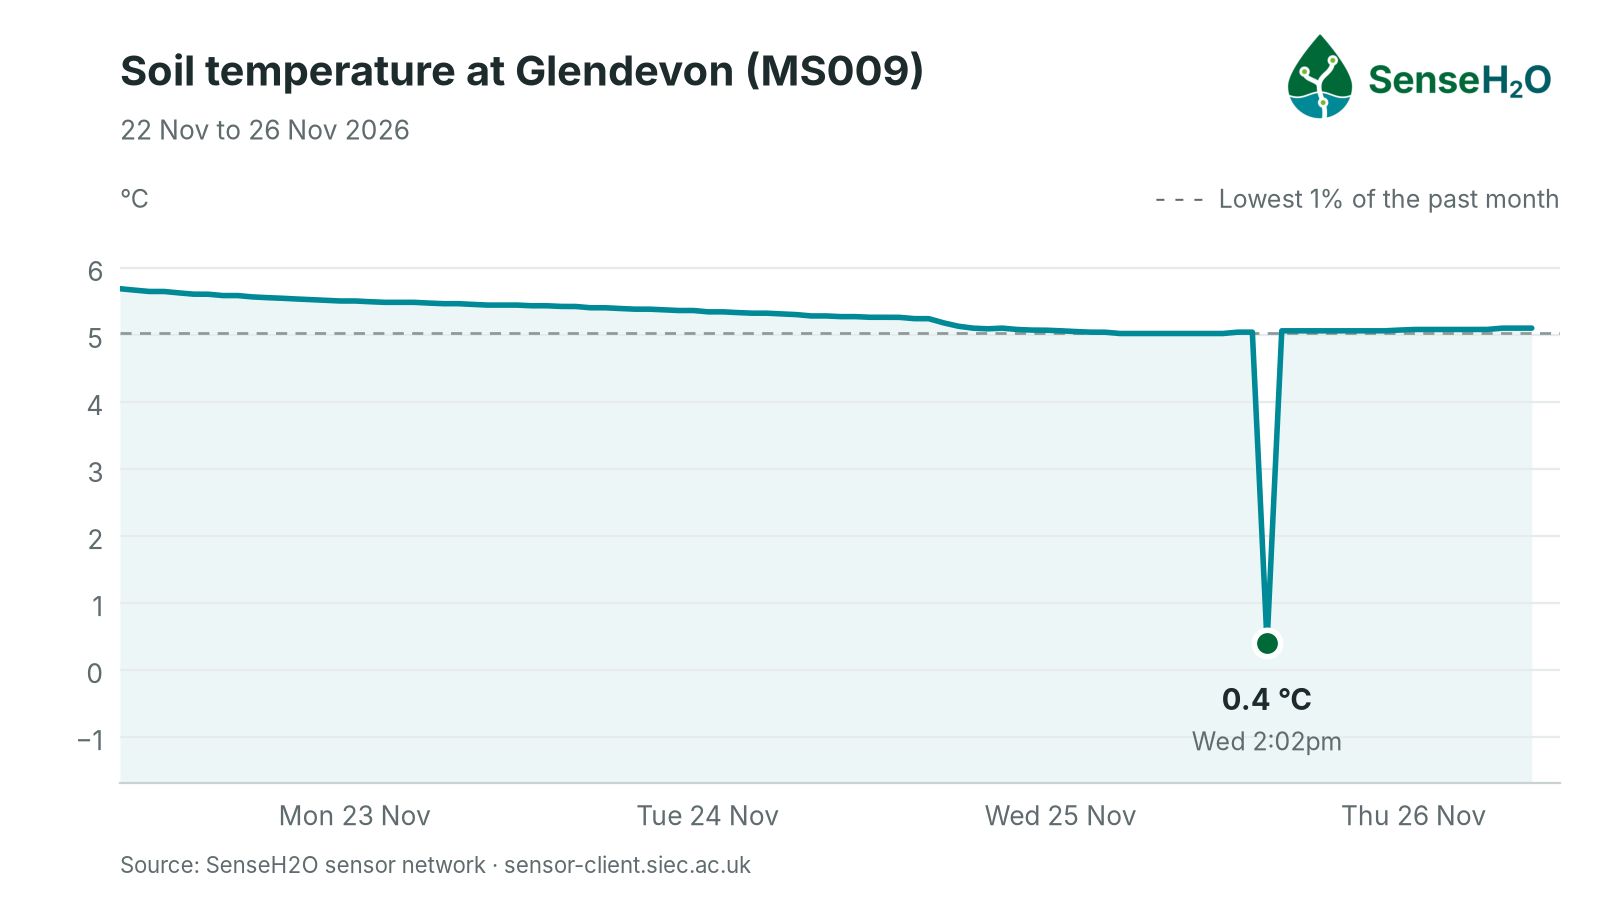 Soil temperature at Glendevon (MS009)
SenseH₂O
22 Nov to 26 Nov 2026
°C
--- Lowest 1% of the past month
6
5
4
3
2
1
0
−1
0.4 °C
Wed 2:02pm
Mon 23 Nov
Tue 24 Nov
Wed 25 Nov
Thu 26 Nov
Source: SenseH2O sensor network · sensor-client.siec.ac.uk